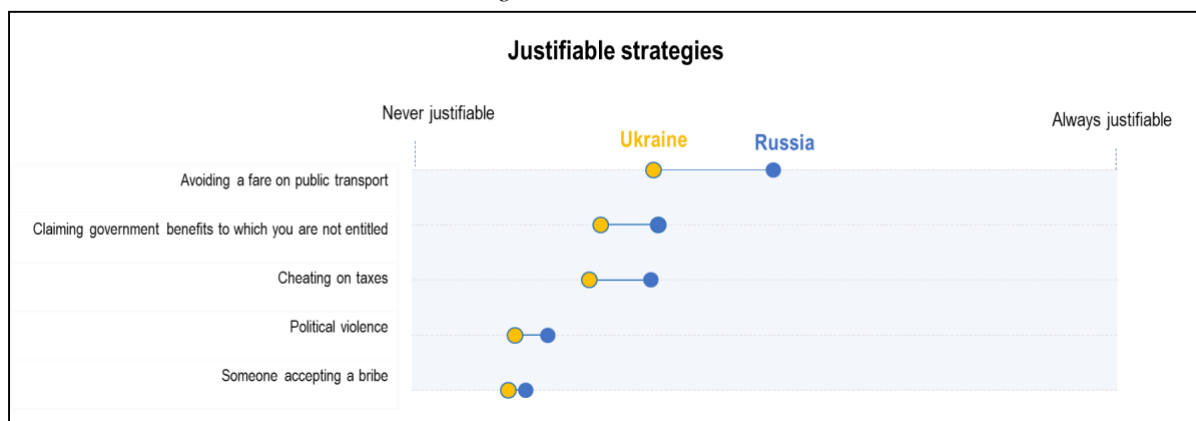 Justifiable strategies
Never justifiable
Always justifiable
Ukraine
Russia
Avoiding a fare on public transport
Claiming government benefits to which you are not entitled
Cheating on taxes
Political violence
Someone accepting a bribe